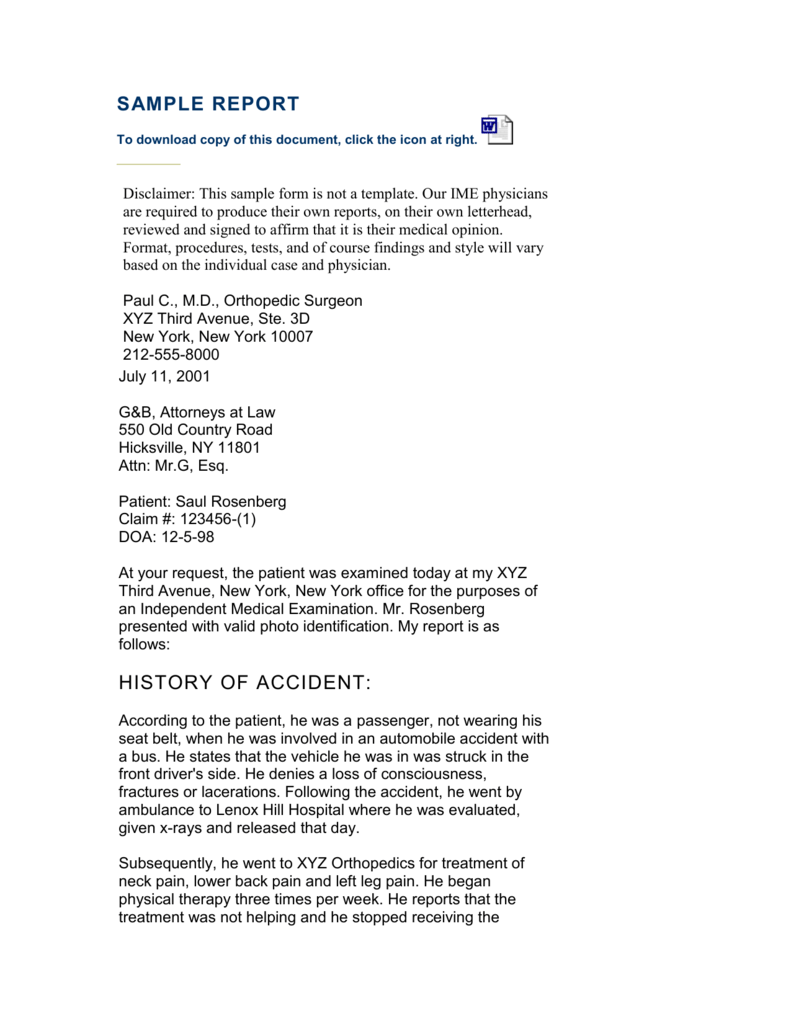 SAMPLE REPORT
To download copy of this document, click the icon at right.
Disclaimer: This sample form is not a template. Our IME physicians
are required to produce their own reports, on their own letterhead,
reviewed and signed to affirm that it is their medical opinion.
Format, procedures, tests, and of course findings and style will vary
based on the individual case and physician.
Paul C., M.D., Orthopedic Surgeon
XYZ Third Avenue, Ste. 3D
New York, New York 10007
212-555-8000
July 11, 2001
G&B, Attorneys at Law
550 Old Country Road
Hicksville, NY 11801
Attn: Mr.G, Esq.
Patient: Saul Rosenberg
Claim #: 123456-(1)
DOA: 12-5-98
At your request, the patient was examined today at my XYZ
Third Avenue, New York, New York office for the purposes of
an Independent Medical Examination. Mr. Rosenberg
presented with valid photo identification. My report is as
follows:
HISTORY OF ACCIDENT:
According to the patient, he was a passenger, not wearing his
seat belt, when he was involved in an automobile accident with
a bus. He states that the vehicle he was in was struck in the
front driver's side. He denies a loss of consciousness,
fractures or lacerations. Following the accident, he went by
ambulance to Lenox Hill Hospital where he was evaluated,
given x-rays and released that day.
Subsequently, he went to XYZ Orthopedics for treatment of
neck pain, lower back pain and left leg pain. He began
physical therapy three times per week. He reports that the
treatment was not helping and he stopped receiving the